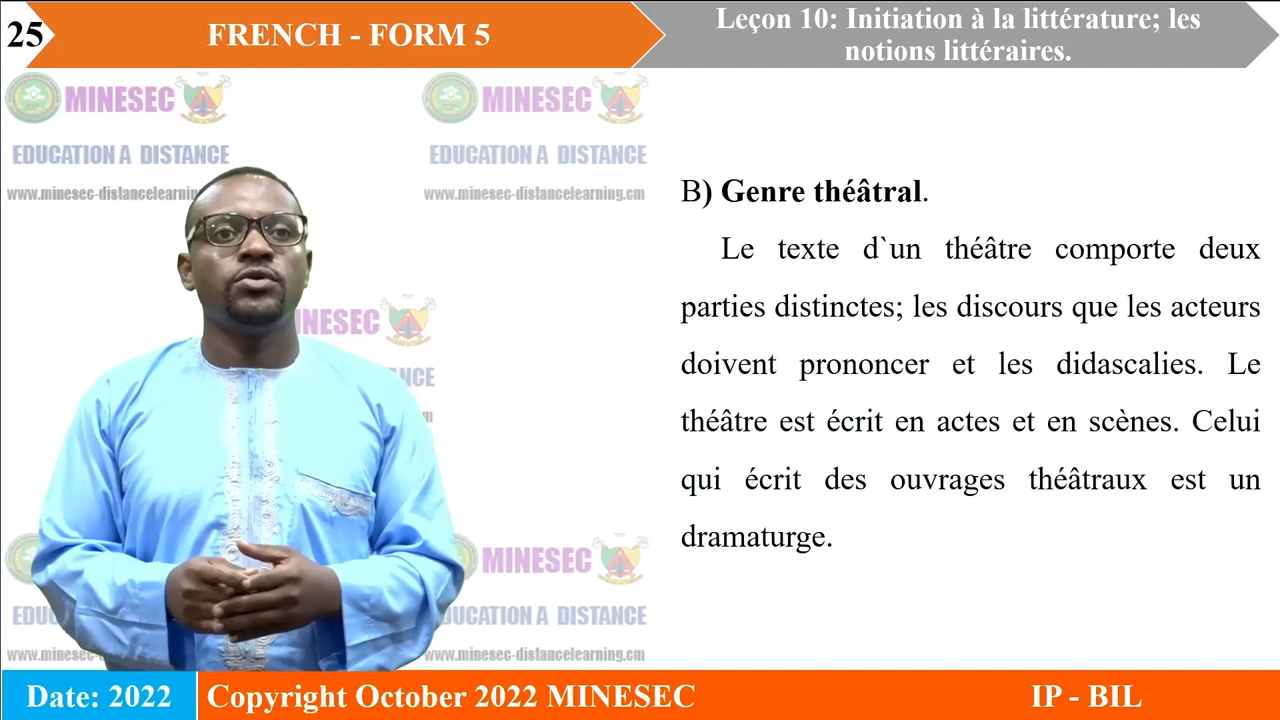 25
FRENCH - FORM 5
Leçon 10: Initiation à la littérature; les
notions littéraires.
MINESEC
EDUCATION A DISTANCE
www.minesec-distancelearnin
MINESEC
EDUCATION A DISTANCE
www.minesec-distancelearning.cm
B) Genre théâtral.
Le texte d`un théâtre comporte deux
parties distinctes; les discours que les acteurs
doivent prononcer et les didascalies. Le
théâtre est écrit en actes et en scènes. Celui
qui écrit des ouvrages théâtraux est un
dramaturge.
MINESEC
EDUCATION A DISTANCE
www.minesec-distancelearning.cm
Date: 2022
Copyright October 2022 MINESEC
IP - BIL